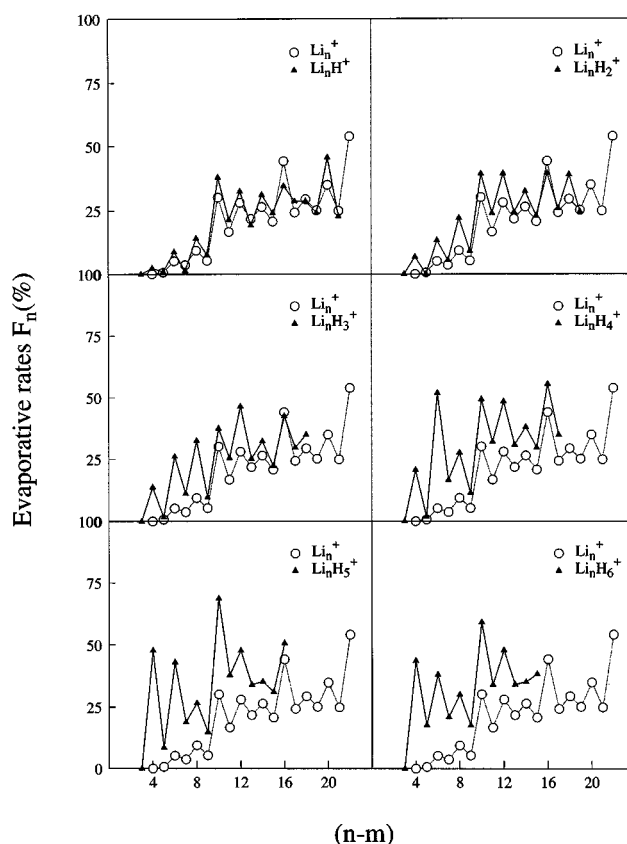 100
75
50
25
100
Li_n^+
Li_nH^+
Li_n^+
Li_nH_2^+
75
50
25
100
Li_n^+
Li_nH_3^+
Li_n^+
Li_nH_4^+
75
50
25
0
Li_n^+
Li_nH_5^+
Li_n^+
Li_nH_6^+
4 8 12 16 20 4 8 12 16 20
Evaporative rates F_n(%)
(n-m)